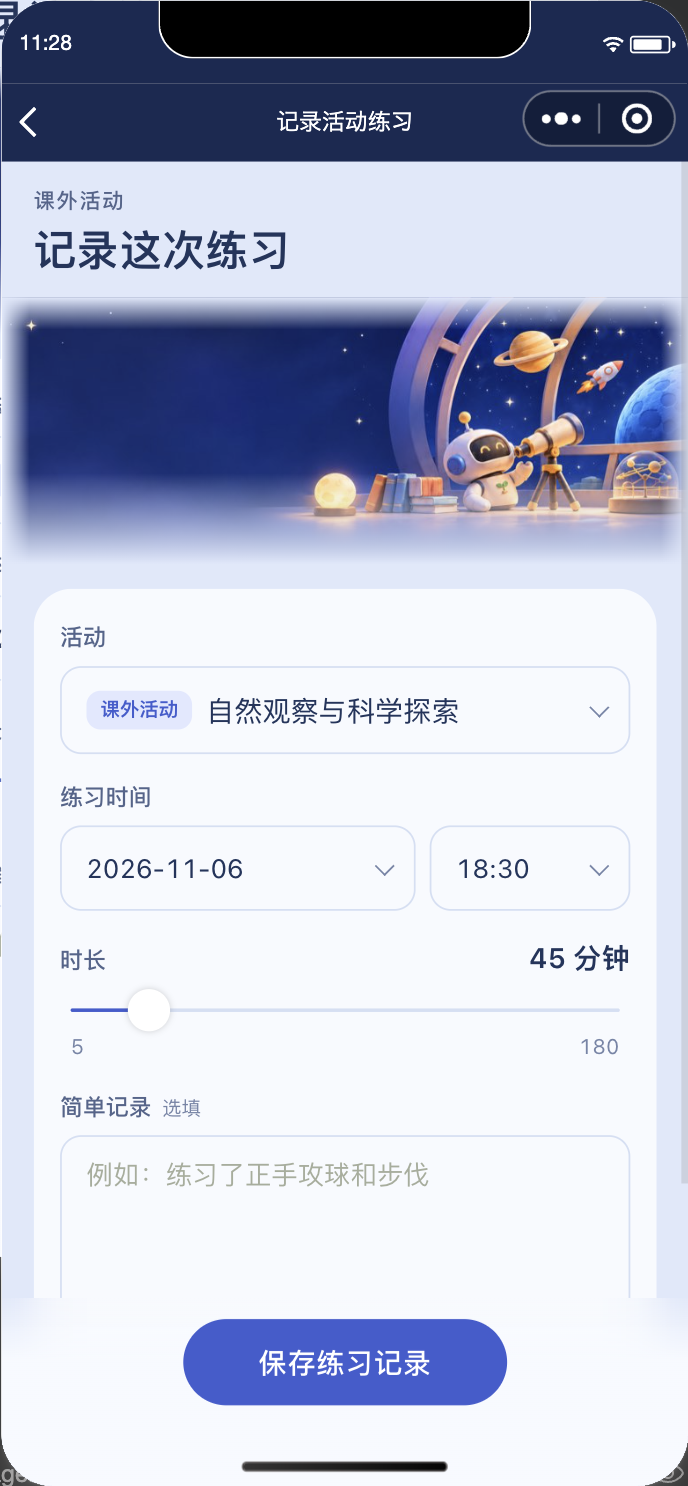 11:28
记录活动练习
课外活动
记录这次练习
活动
课外活动 自然观察与科学探索
练习时间
2026-11-06 18:30
时长 45 分钟
5 180
简单记录 选填
例如：练习了正手攻球和步伐
保存练习记录